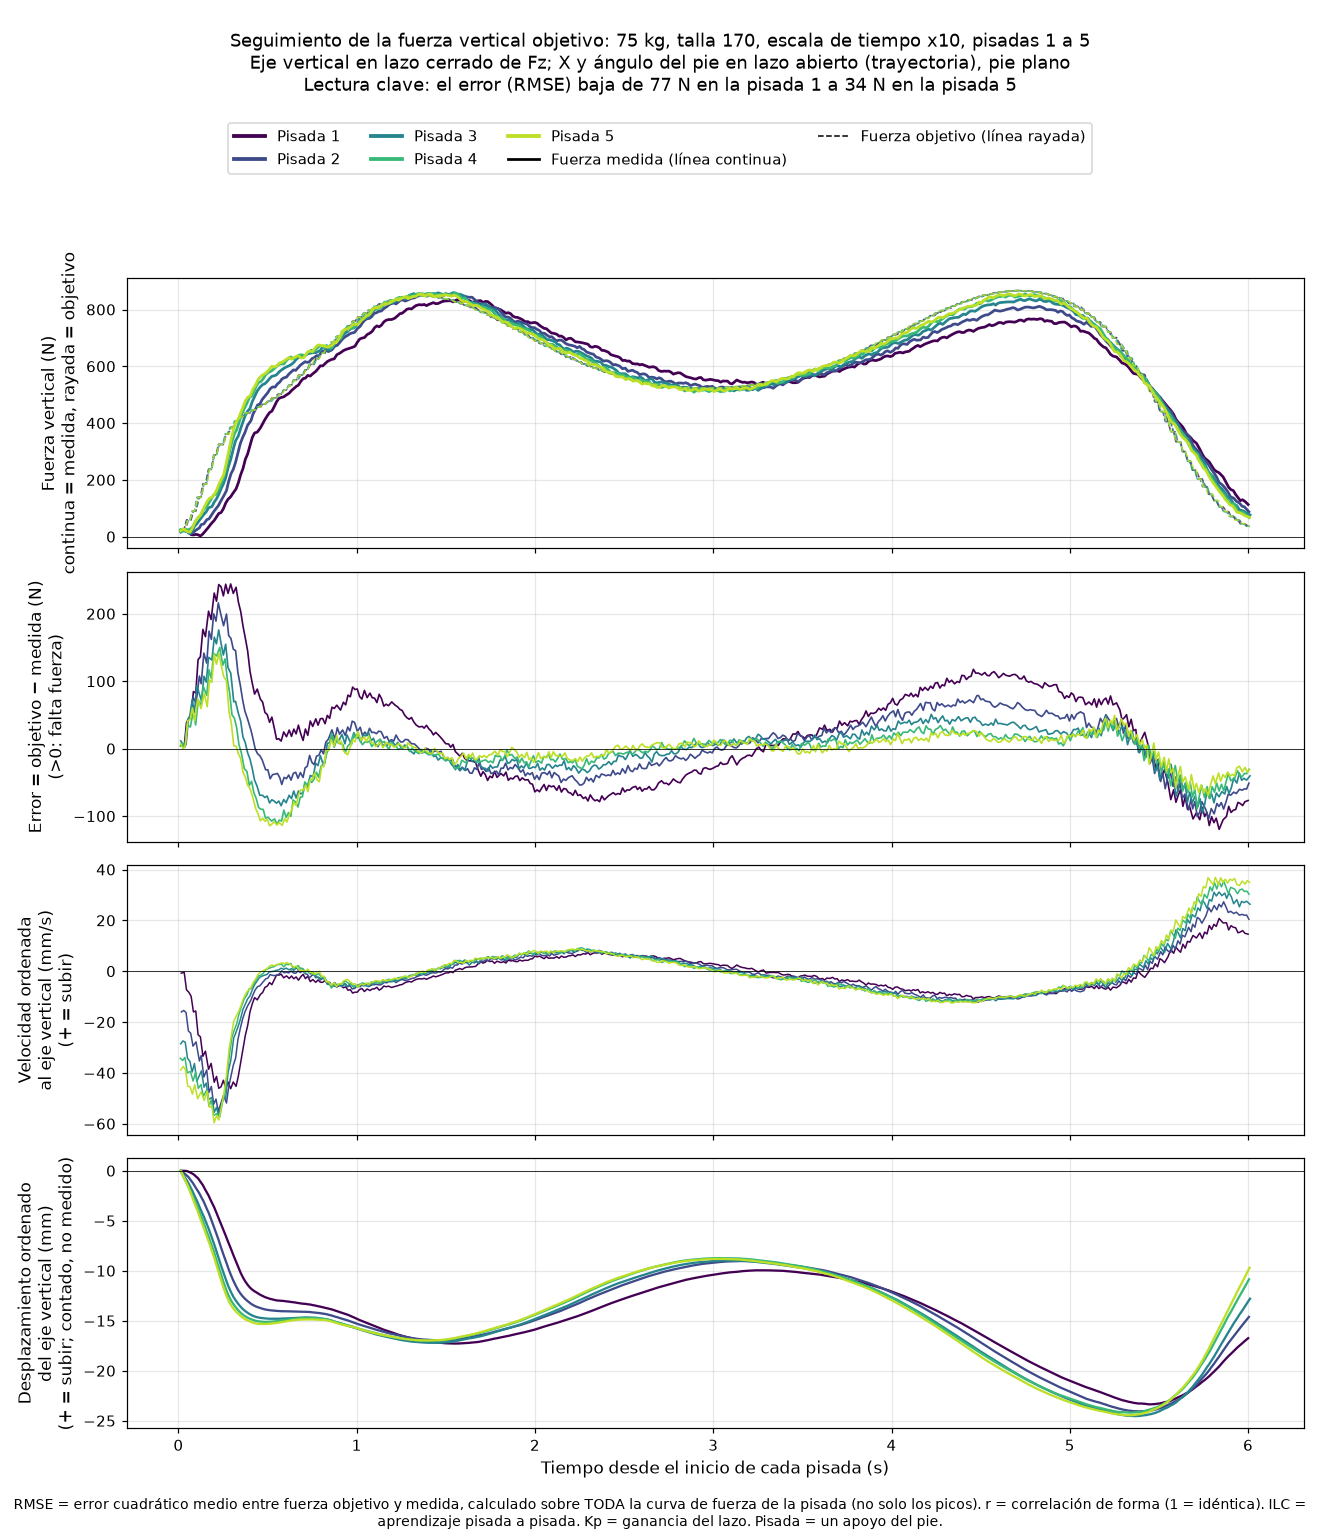 Seguimiento de la fuerza vertical objetivo: 75 kg, talla 170, escala de tiempo x10, pisadas 1 a 5
Eje vertical en lazo cerrado de Fz; X y ángulo del pie en lazo abierto (trayectoria), pie plano
Lectura clave: el error (RMSE) baja de 77 N en la pisada 1 a 34 N en la pisada 5
Pisada 1
Pisada 2
Pisada 3
Pisada 4
Pisada 5
Fuerza medida (línea continua)
Fuerza objetivo (línea rayada)
Fuerza vertical (N)
continua = medida, rayada = objetivo
800
600
400
200
0
Error = objetivo − medida (N)
(>0: falta fuerza)
200
100
0
−100
Velocidad ordenada
al eje vertical (mm/s)
(+ = subir)
40
20
0
−20
−40
−60
Desplazamiento ordenado
del eje vertical (mm)
(+ = subir; contado, no medido)
0
−5
−10
−15
−20
−25
0 1 2 3 4 5 6
Tiempo desde el inicio de cada pisada (s)
RMSE = error cuadrático medio entre fuerza objetivo y medida, calculado sobre TODA la curva de fuerza de la pisada (no solo los picos). r = correlación de forma (1 = idéntica). ILC =
aprendizaje pisada a pisada. Kp = ganancia del lazo. Pisada = un apoyo del pie.